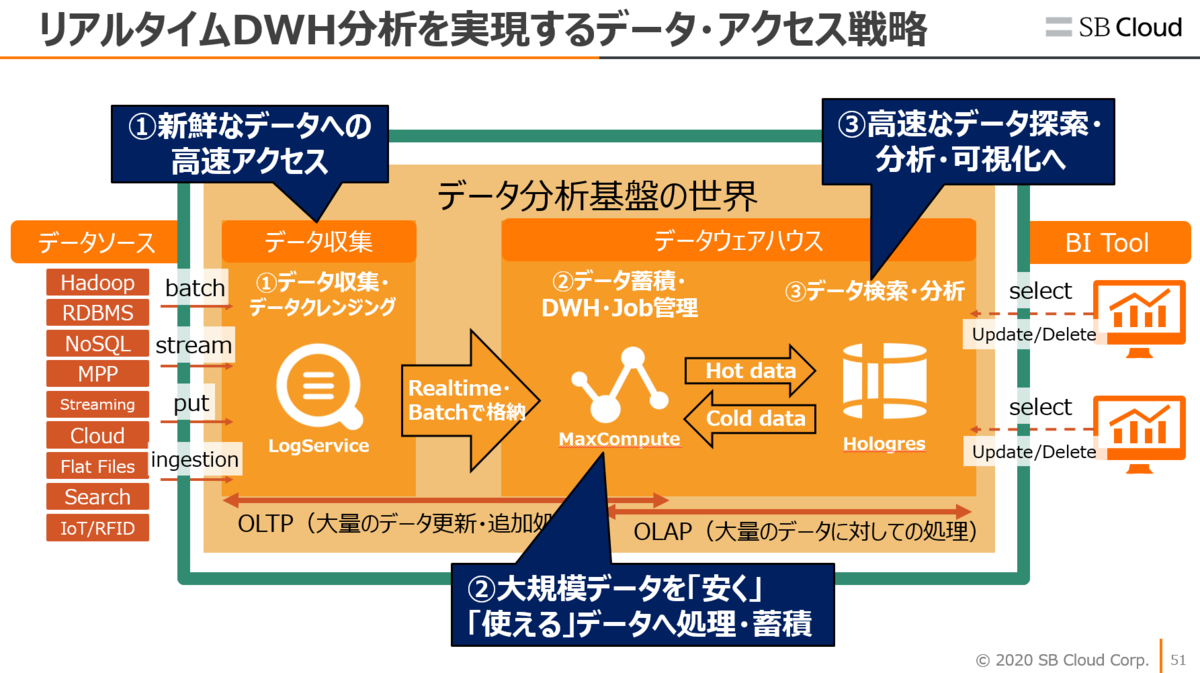 リアルタイムDWH分析を実現するデータ・アクセス戦略
SB Cloud
①新鮮なデータへの
高速アクセス
③高速なデータ探索・
分析・可視化へ
データ分析基盤の世界
データソース
データ収集
データウェアハウス
BI Tool
Hadoop
RDBMS
NoSQL
MPP
Streaming
Cloud
Flat Files
Search
IoT/RFID
batch
stream
put
ingestion
①データ収集・
データクレンジング
LogService
Realtime・
Batchで格納
②データ蓄積・
DWH・Job管理
MaxCompute
Hot data
Cold data
③データ検索・分析
Hologres
select
Update/Delete
select
Update/Delete
OLTP（大量のデータ更新・追加処
OLAP（大量のデータに対しての処理）
②大規模データを「安く」
「使える」データへ処理・蓄積
© 2020 SB Cloud Corp.
51